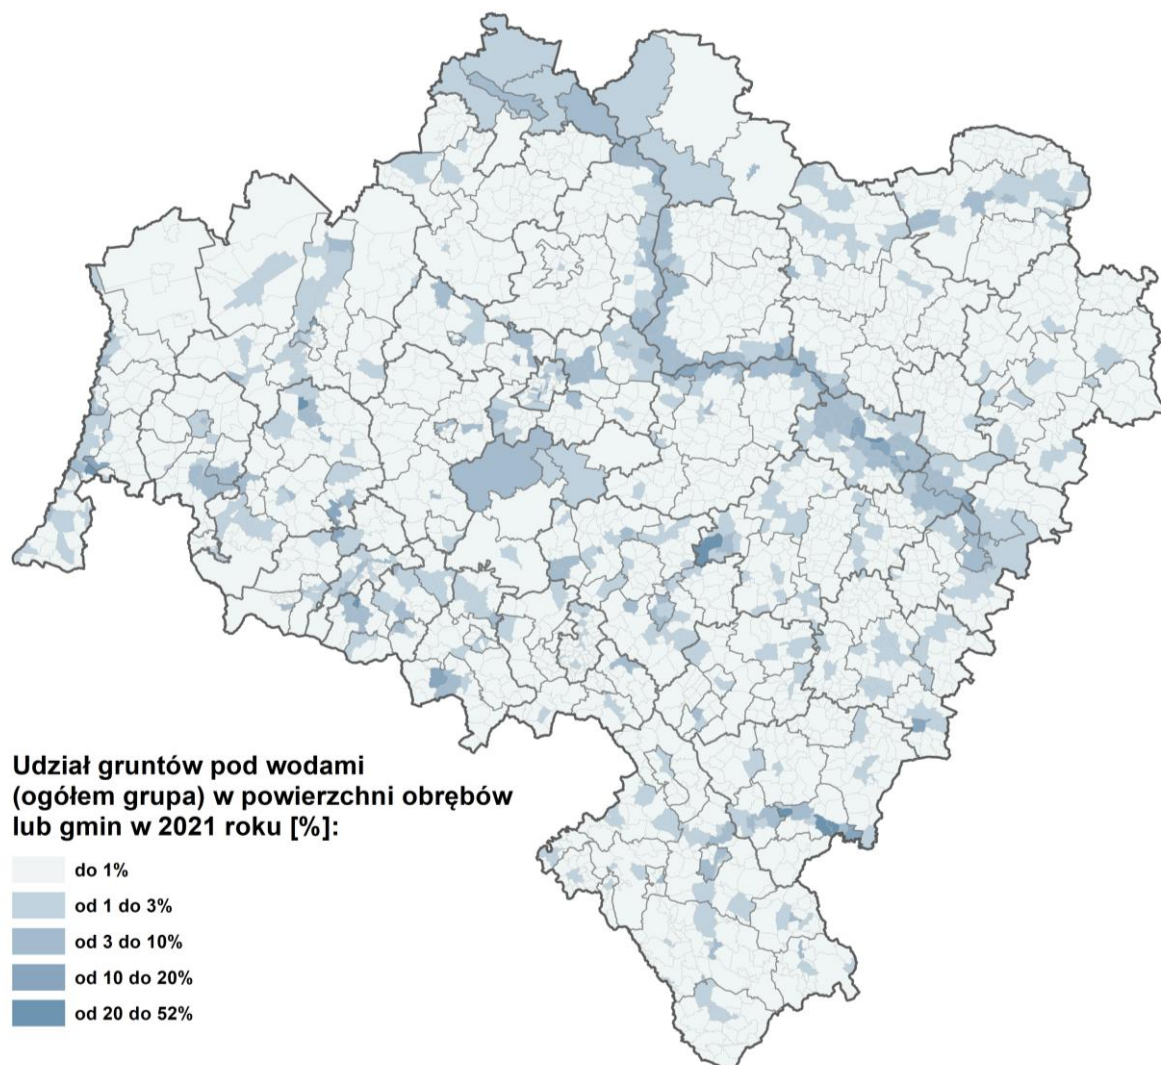 Udział gruntów pod wodami
(ogółem grupa) w powierzchni obrębów
lub gmin w 2021 roku [%]:
do 1%
od 1 do 3%
od 3 do 10%
od 10 do 20%
od 20 do 52%